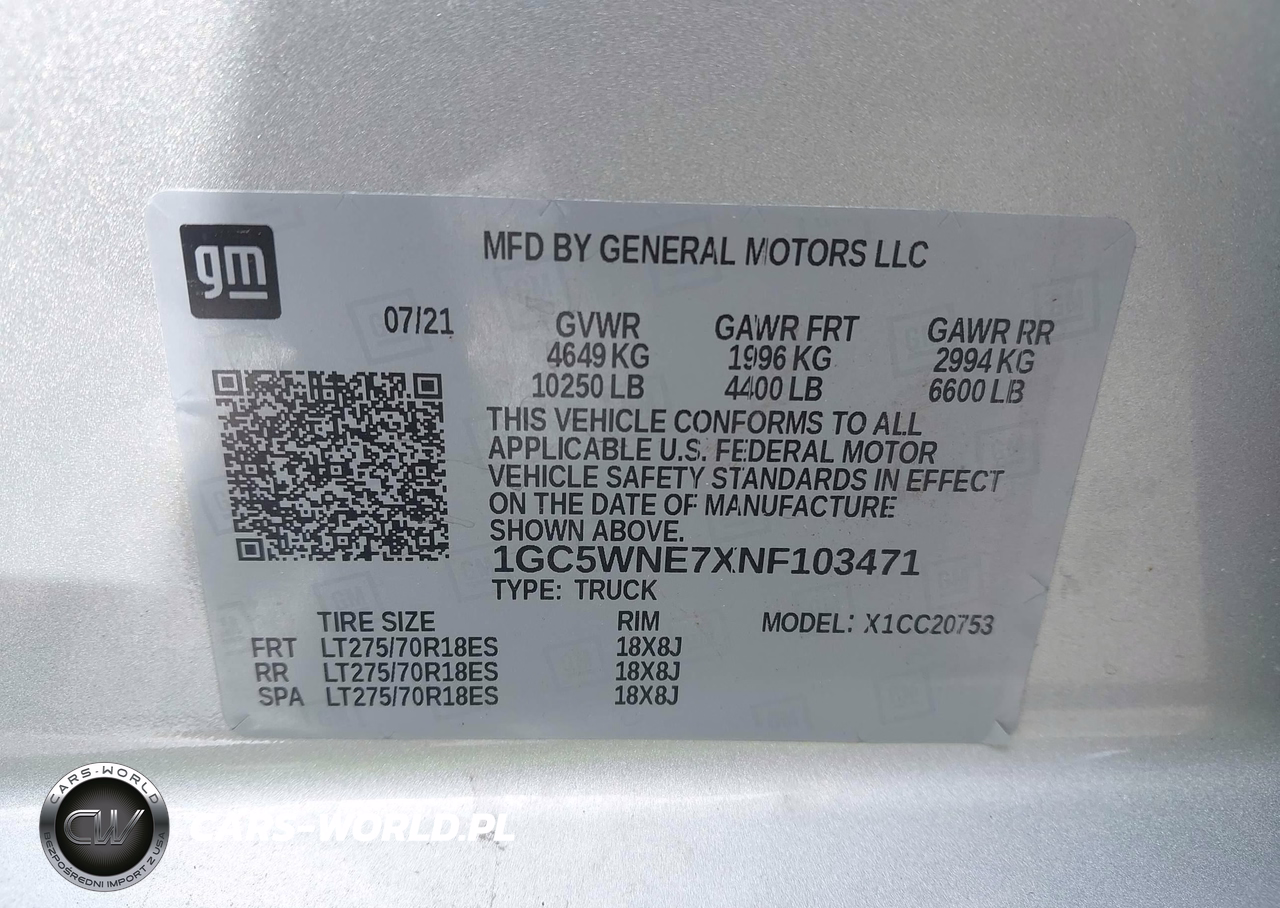 gm
MFD BY GENERAL MOTORS LLC
07/21
GVWR GAWR FRT GAWR RR
4649 KG 1996 KG 2994 KG
10250 LB 4400 LB 6600 LB
THIS VEHICLE CONFORMS TO ALL
APPLICABLE U.S. FEDERAL MOTOR
VEHICLE SAFETY STANDARDS IN EFFECT
ON THE DATE OF MANUFACTURE
SHOWN ABOVE.
1GC5WNE7XNF103471
TYPE: TRUCK
TIRE SIZE RIM MODEL: X1CC20753
FRT LT275/70R18ES 18X8J
RR LT275/70R18ES 18X8J
SPA LT275/70R18ES 18X8J
CARS-WORLD
CW
BEZPOŚREDNI IMPORT Z USA
CARS-WORLD.PL